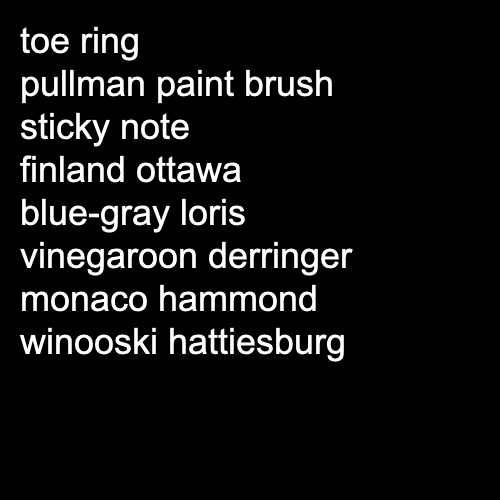 toe ring
pullman paint brush
sticky note
finland ottawa
blue-gray loris
vinegaroon derringer
monaco hammond
winooski hattiesburg